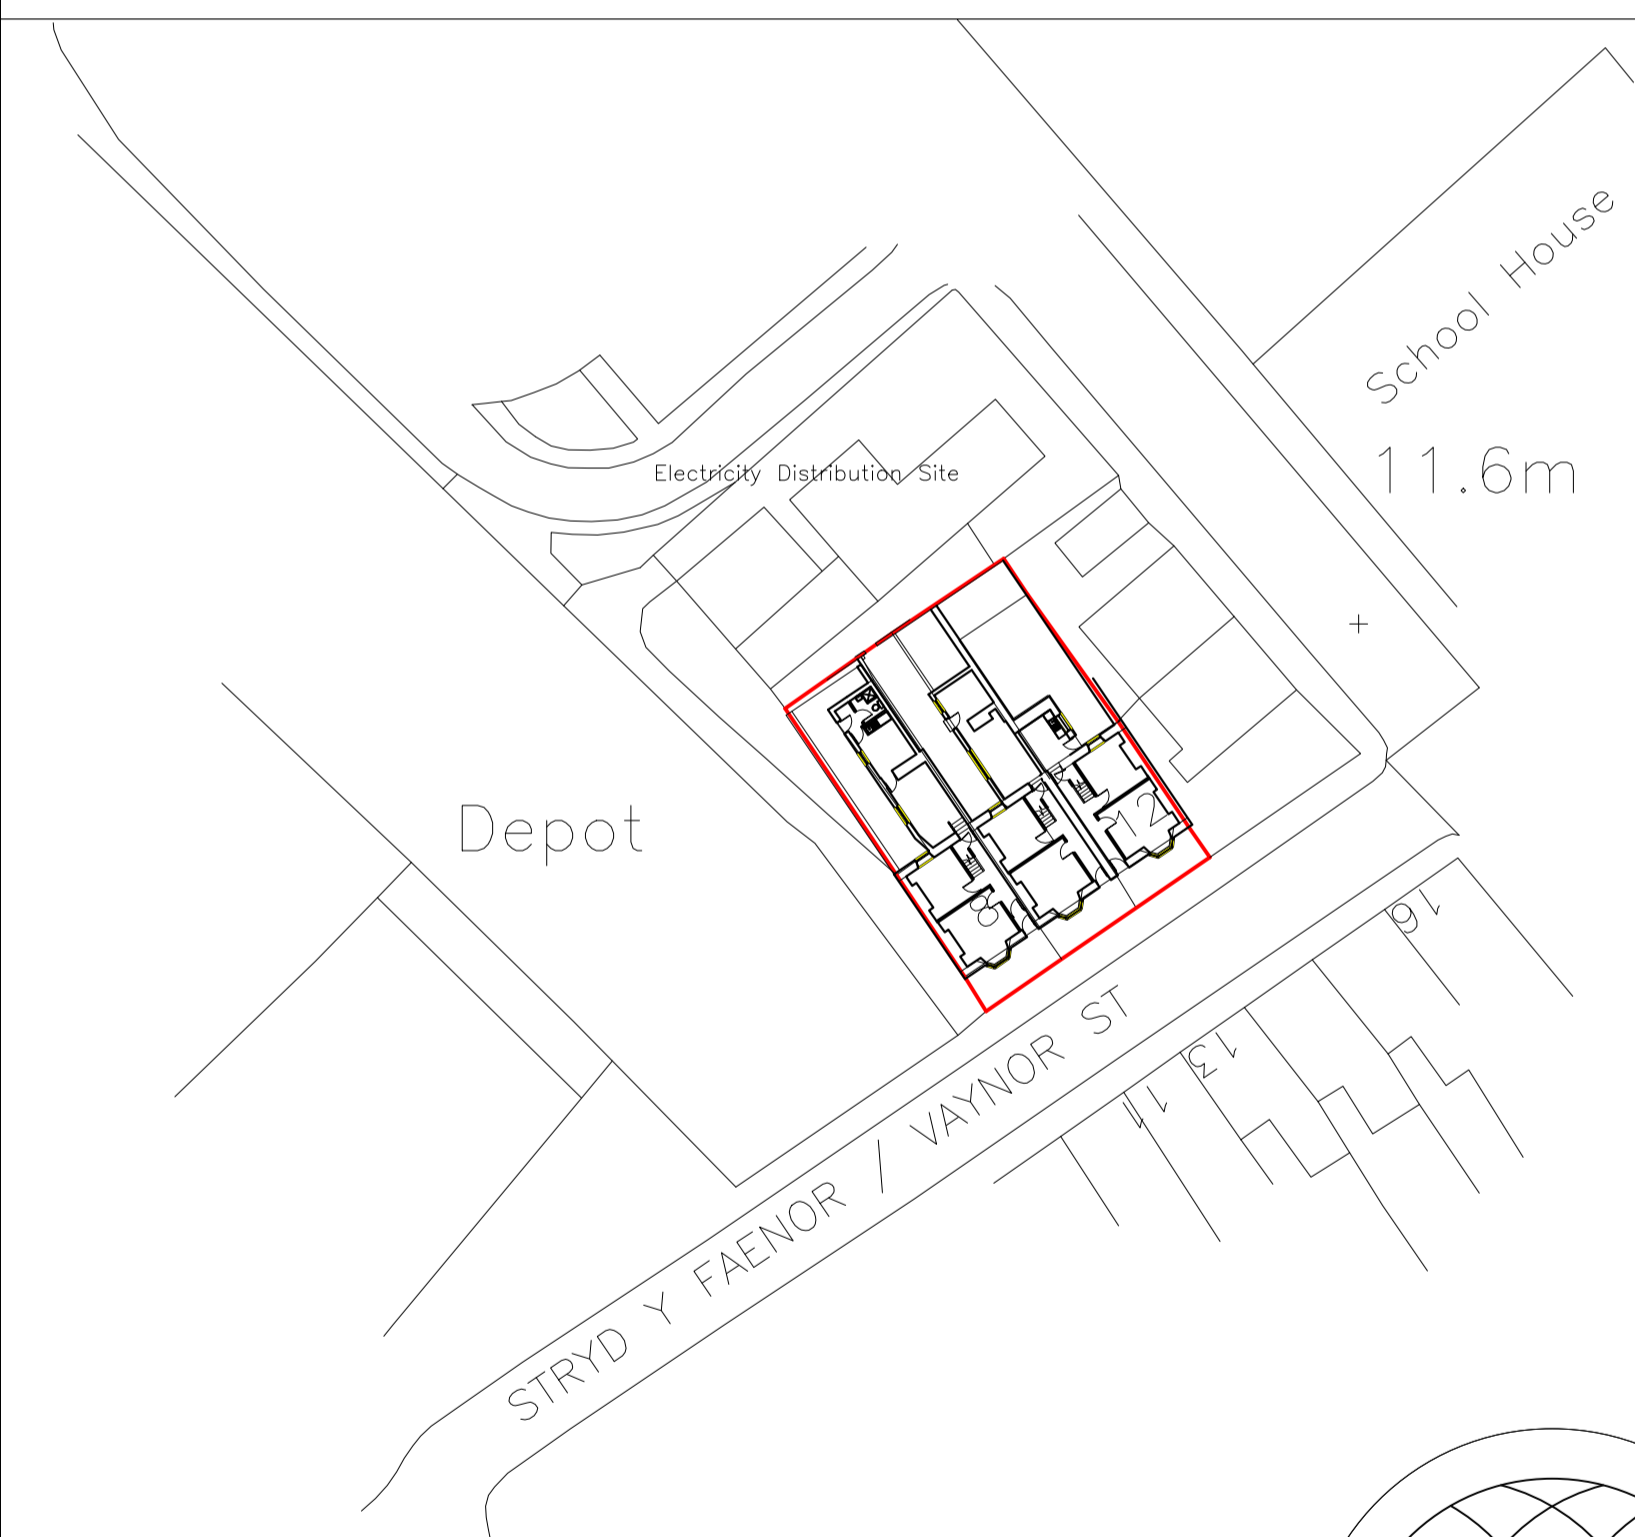 School House
Electricity Distribution Site
11.6m
Depot
12
8
16
13
11
STRYD Y FAENOR / VAYNOR ST